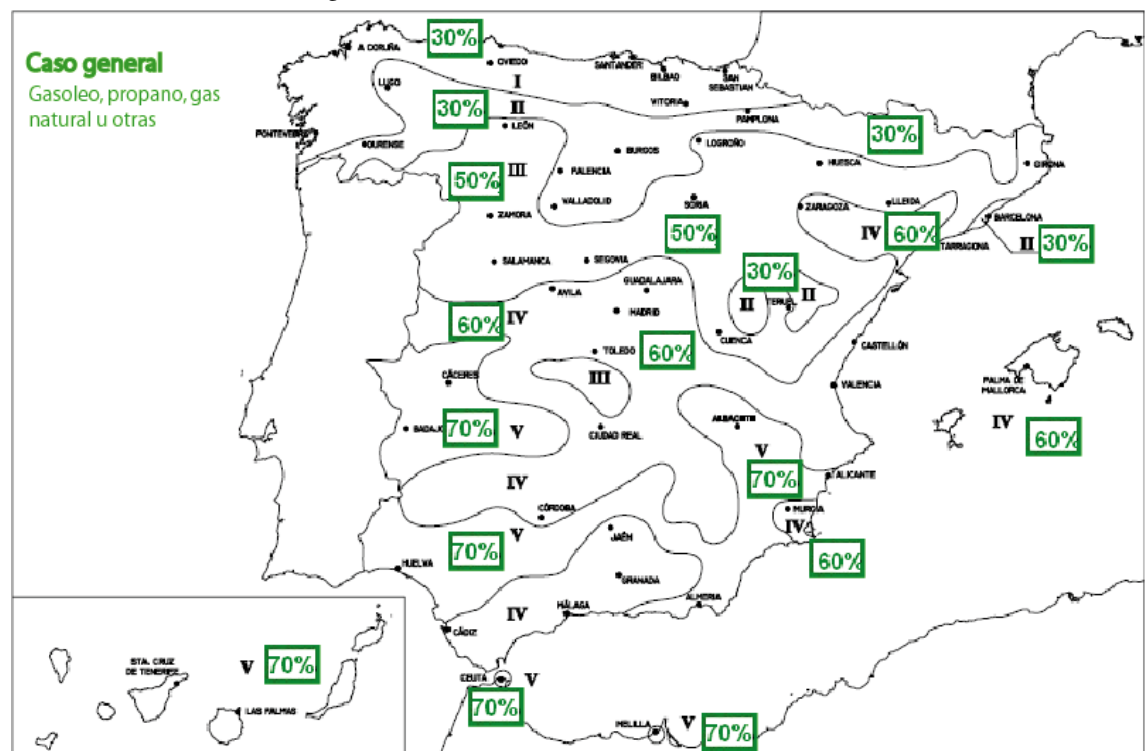 Caso general
Gasoleo, propano, gas
natural u otras
30%
A CORUÑA
OVIEDO
SANTANDER
BILBAO
SAN
SEBASTIAN
I
LUGO
VITORIA
PAMPLONA
30%
II
LEÓN
30%
PONTEVEDRA
OURENSE
BURGOS
LOGROÑO
HUESCA
GIRONA
50%
III
PALENCIA
VALLADOLID
SORIA
ZARAGOZA
LLEIDA
ZAMORA
BARCELONA
50%
IV
60%
TARRAGONA
II
30%
SALAMANCA
SEGOVIA
30%
AVILA
GUADALAJARA
II
TERUEL
II
60%
IV
MADRID
CUENCA
CASTELLÓN
TOLEDO
60%
III
CÁCERES
VALENCIA
PALMA DE
MALLORCA
BADAJO
70%
V
CIUDAD REAL
ALBACETE
IV
60%
V
70%
ALICANTE
IV
CÓRDOBA
MURCIA
IV
70%
V
JAÉN
60%
HUELVA
GRANADA
ALMERIA
MÁLAGA
IV
CÁDIZ
STA. CRUZ
DE TENERIFE
V
70%
LAS PALMAS
CEUTA
V
70%
MELILLA
V
70%